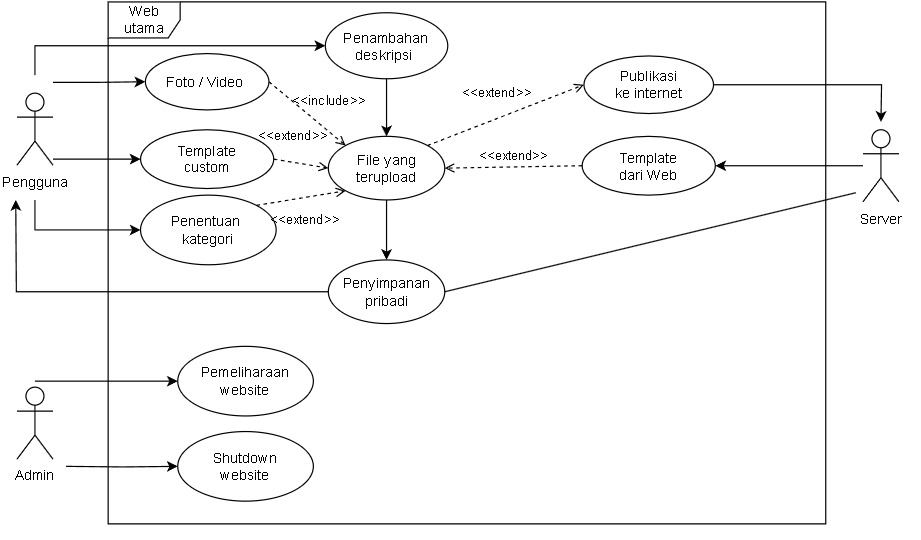 Web
utama
Penambahan
deskripsi
Foto / Video
<<include>>
<<extend>>
Publikasi
ke internet
Pengguna
Template
custom
<<extend>>
File yang
terupload
<<extend>>
Template
dari Web
Server
Penentuan
kategori
<<extend>>
Penyimpanan
pribadi
Admin
Pemeliharaan
website
Shutdown
website